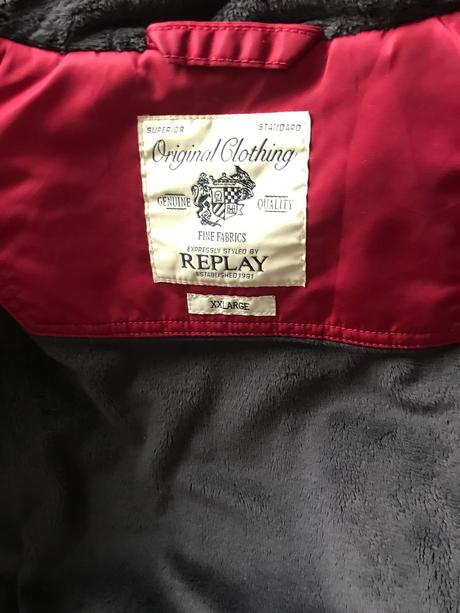 SUPERIOR STANDARD
Original Clothing
GENUINE QUALITY
FINE FABRICS
EXPRESSLY STYLED BY
REPLAY
ESTABLISHED 1981
XXLARGE